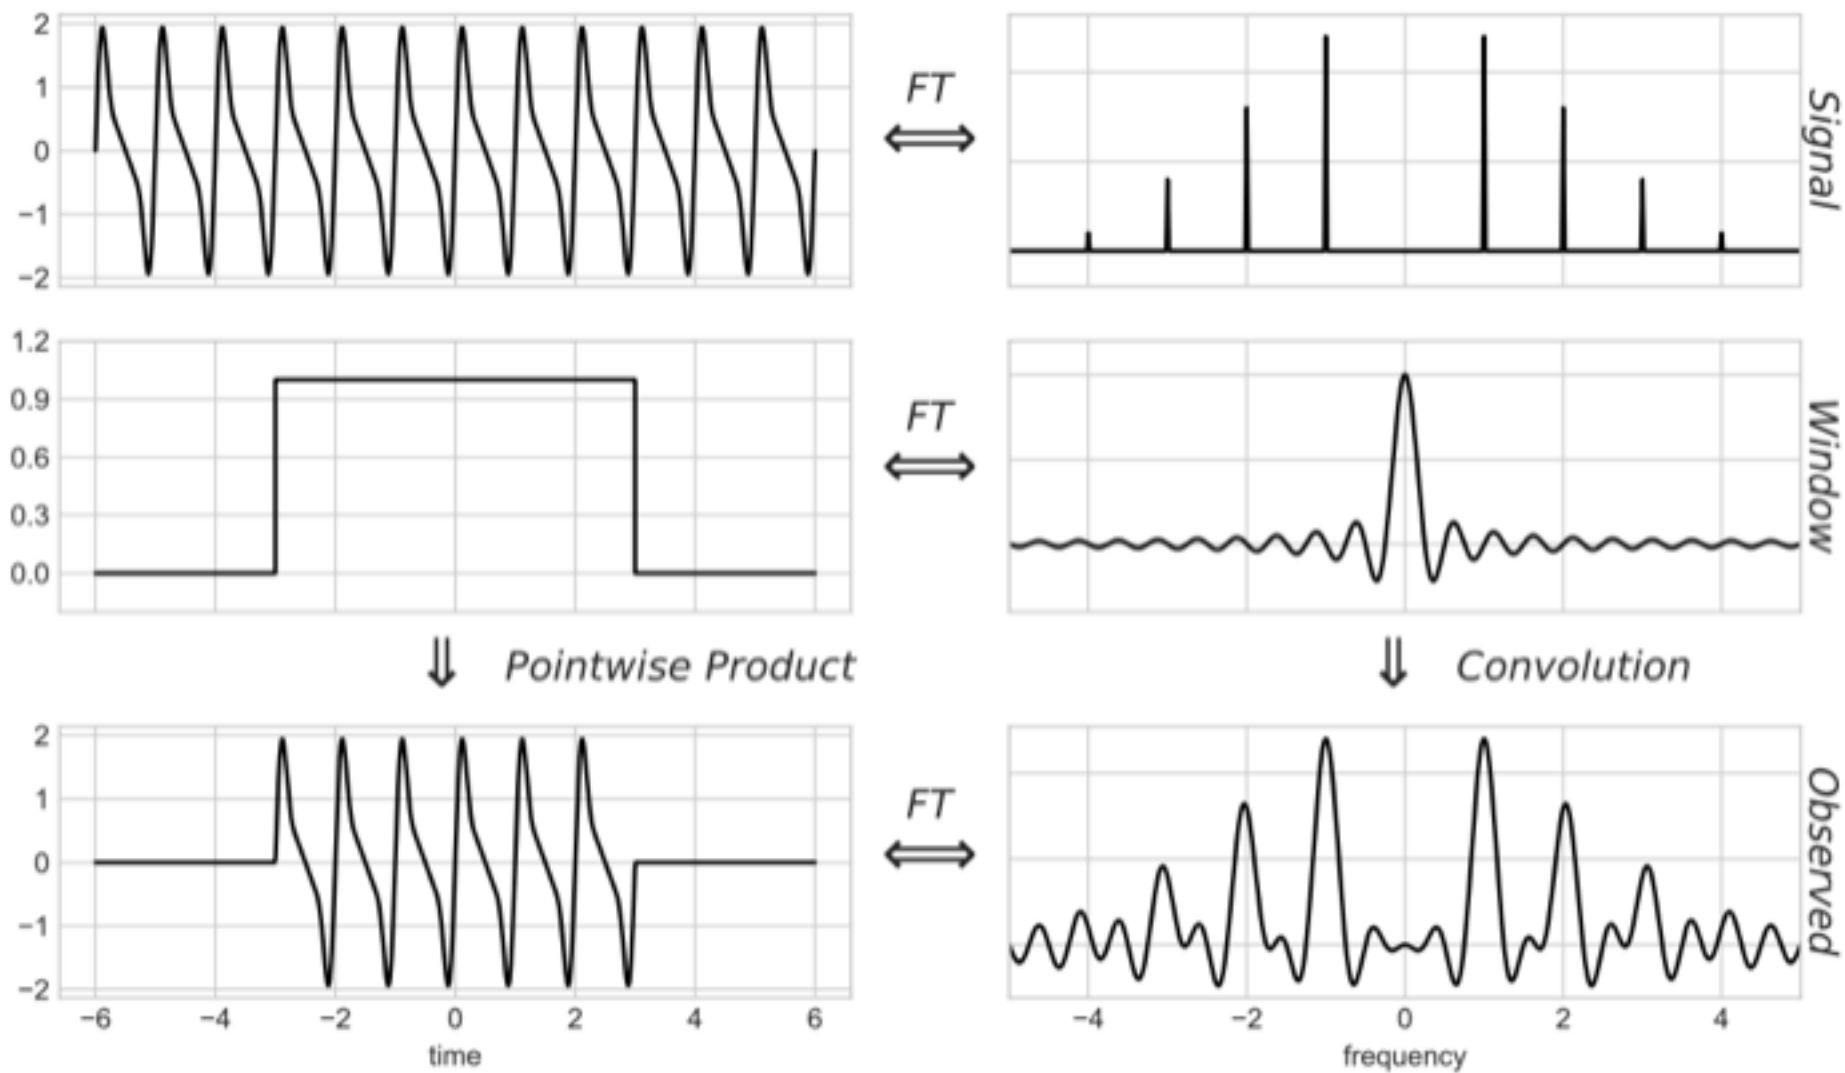 2
1
0
−1
−2
FT
Signal
1.2
0.9
0.6
0.3
0.0
FT
Window
Pointwise Product
Convolution
2
1
0
−1
−2
−6 −4 −2 0 2 4 6
time
FT
Observed
−4 −2 0 2 4
frequency